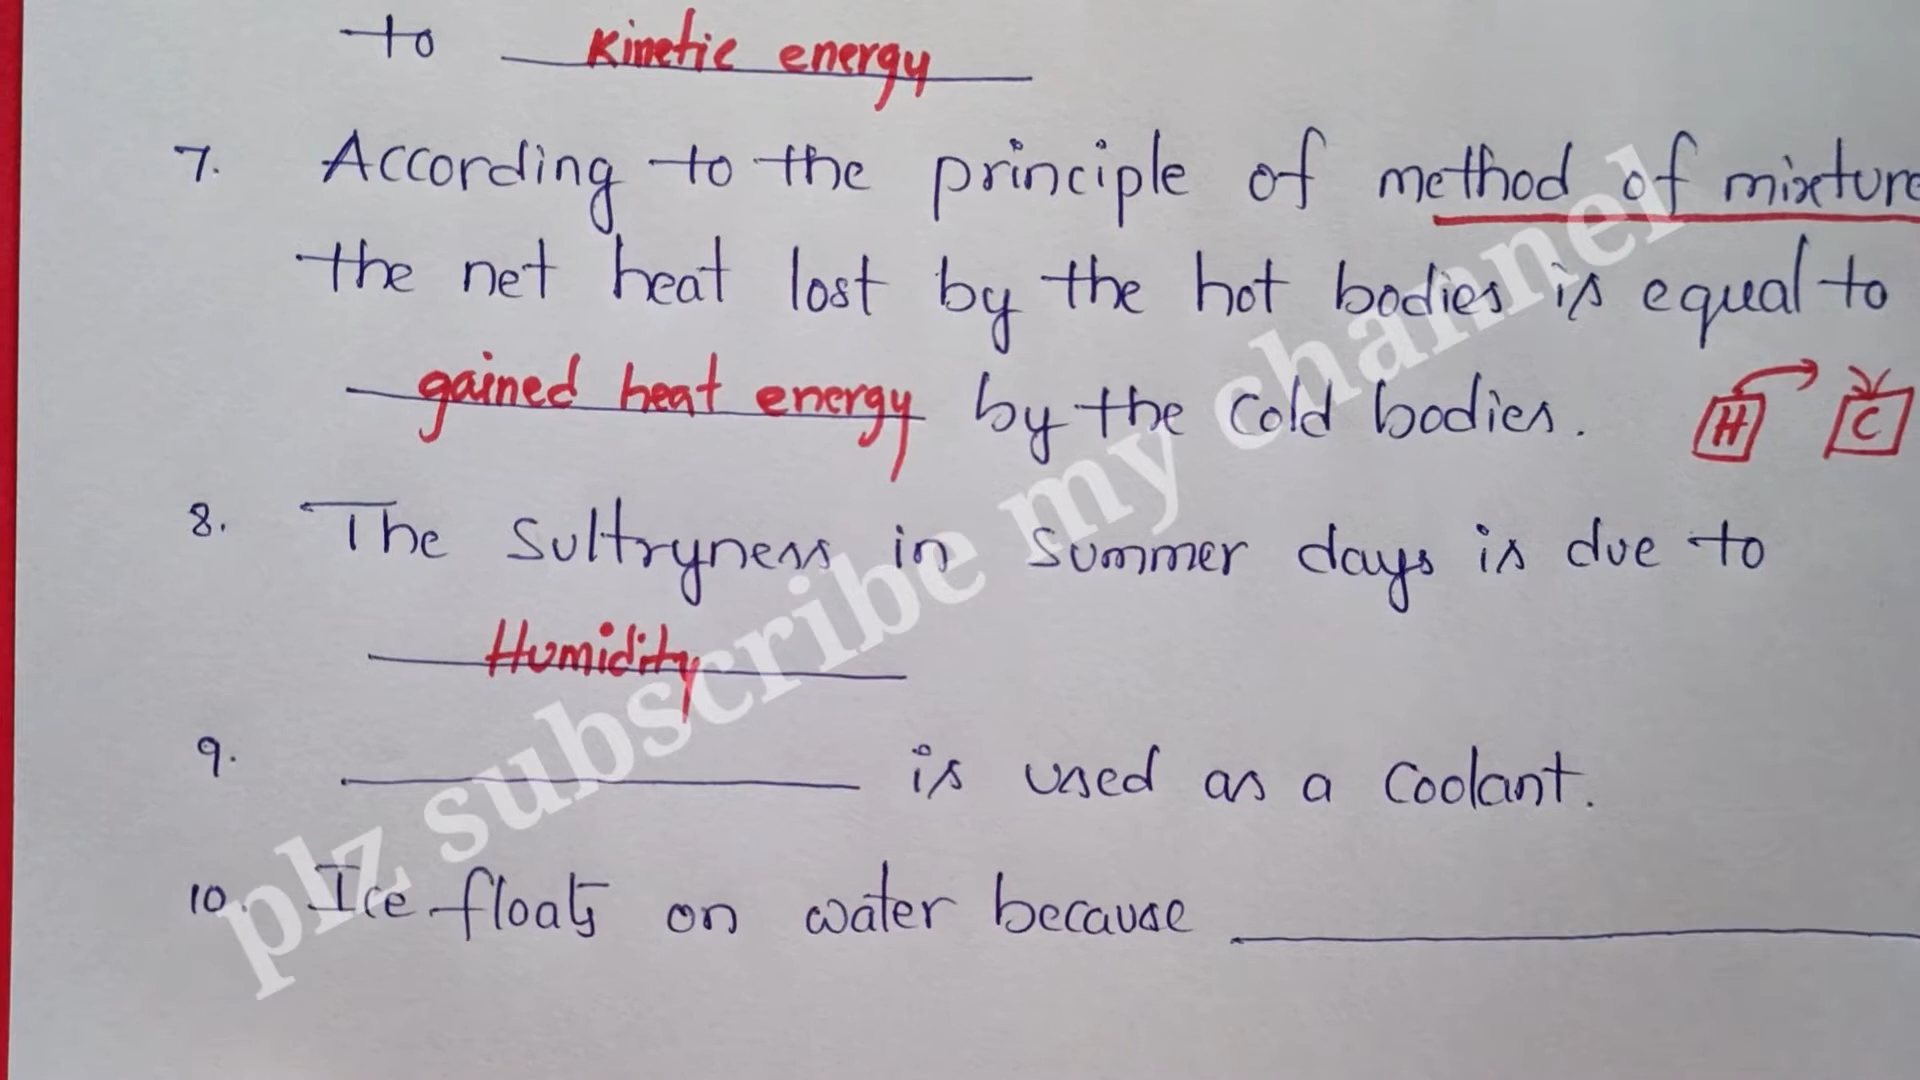 to Kinetic energy
7. According to the principle of method of mixture
the net heat lost by the hot bodies is equal to
gained heat energy by the cold bodies. H C
8. The sultryness in summer days is due to
Humidity
9. ____________ is used as a coolant.
10. Ice floats on water because ____________
plz subscribe my channel